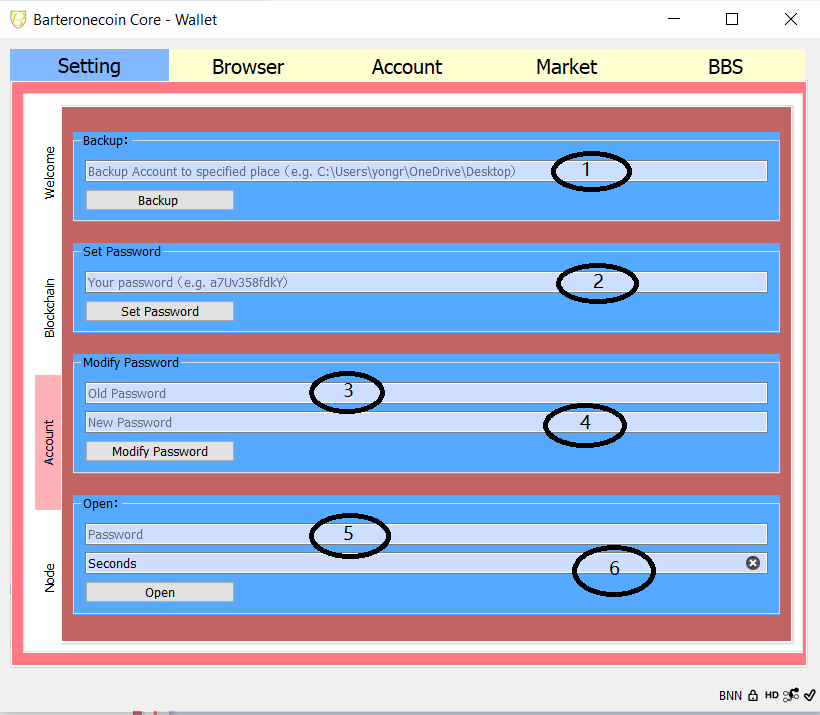 Barteronecoin Core - Wallet
Setting Browser Account Market BBS
Welcome
Blockchain
Account
Node
Backup:
Backup Account to specified place (e.g. C:\Users\yongr\OneDrive\Desktop) 1
Backup
Set Password
Your password (e.g. a7Uv358fdkY) 2
Set Password
Modify Password
Old Password 3
New Password 4
Modify Password
Open:
Password 5
Seconds 6
Open
BNN HD